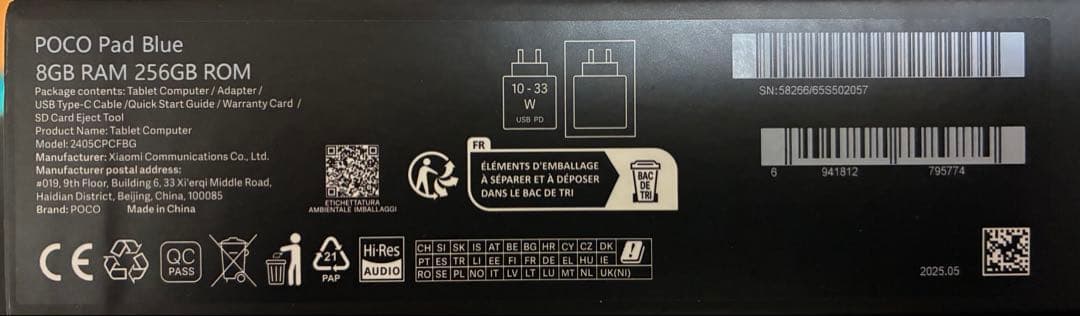 POCO Pad Blue
8GB RAM 256GB ROM
Package contents: Tablet Computer / Adapter /
USB Type-C Cable /Quick Start Guide / Warranty Card /
SD Card Eject Tool
Product Name: Tablet Computer
Model: 2405CPCFBG
Manufacturer: Xiaomi Communications Co., Ltd.
Manufacturer postal address:
#019, 9th Floor, Building 6, 33 Xi'erqi Middle Road,
Haidian District, Beijing, China, 100085
Brand: POCO Made in China
ETICHETTATURA
AMBIENTALE IMBALLAGGI
10 - 33
W
USB PD
FR
ÉLÉMENTS D'EMBALLAGE
À SÉPARER ET À DÉPOSER
DANS LE BAC DE TRI
BAC
DE
TRI
SN:58266/65S502057
6 941812 795774
CE
QC
PASS
21
PAP
Hi-Res
AUDIO
CH SI SK IS AT BE BG HR CY CZ DK
PT ES TR LI EE FI FR DE EL HU IE
RO SE PL NO IT LV LT LU MT NL UK(NI)
!
2025.05